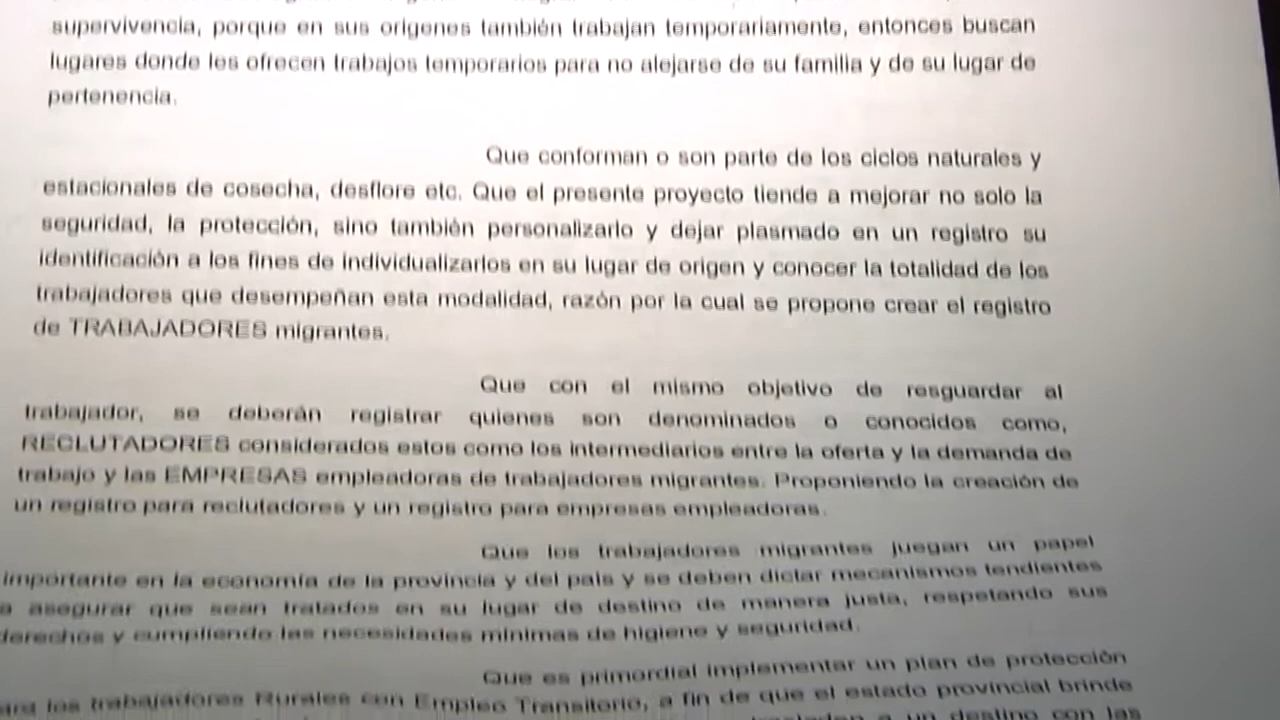 supervivencia, porque en sus orígenes también trabajan temporariamente, entonces buscan
lugares donde les ofrecen trabajos temporarios para no alejarse de su familia y de su lugar de
pertenencia.
Que conforman o son parte de los ciclos naturales y
estacionales de cosecha, desflore etc. Que el presente proyecto tiende a mejorar no solo la
seguridad, la protección, sino también personalizarlo y dejar plasmado en un registro su
identificación a los fines de individualizarlos en su lugar de origen y conocer la totalidad de los
trabajadores que desempeñan esta modalidad, razón por la cual se propone crear el registro
de TRABAJADORES migrantes.
Que con el mismo objetivo de resguardar al
trabajador, se deberán registrar quienes son denominados o conocidos como,
RECLUTADORES considerados estos como los intermediarios entre la oferta y la demanda de
trabajo y las EMPRESAS empleadoras de trabajadores migrantes. Proponiendo la creación de
un registro para reclutadores y un registro para empresas empleadoras.
Que los trabajadores migrantes juegan un papel
importante en la economía de la provincia y del país y se deben dictar mecanismos tendientes
a asegurar que sean tratados en su lugar de destino de manera justa, respetando sus
derechos y cumpliendo las necesidades mínimas de higiene y seguridad.
Que es primordial implementar un plan de protección
los trabajadores Rurales con Empleo Transitorio, a fin de que el estado provincial brinde
a un destino con las